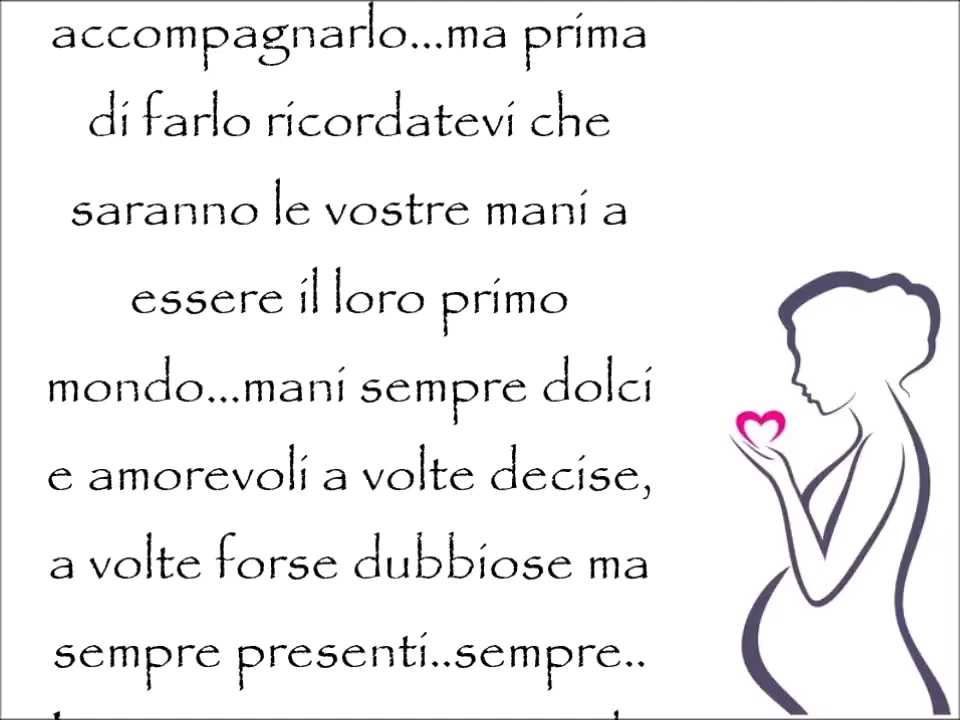 accompagnarlo...ma prima
di farlo ricordatevi che
saranno le vostre mani a
essere il loro primo
mondo...mani sempre dolci
e amorevoli a volte decise,
a volte forse dubbiose ma
sempre presenti..sempre..